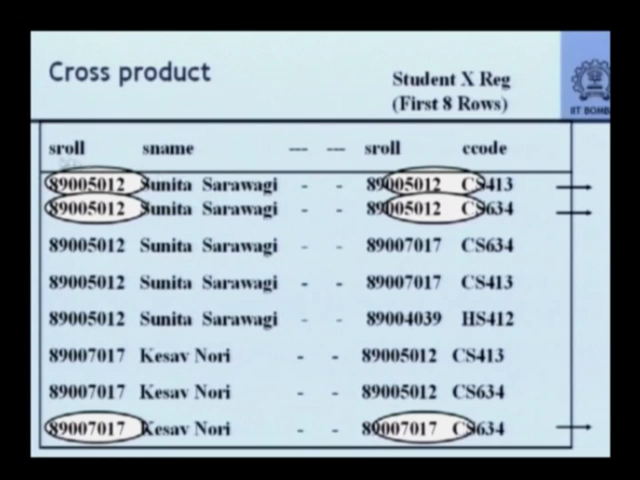 Cross product
Student X Reg
(First 8 Rows)
IIT BOMB
sroll sname --- --- sroll ccode
89005012 Sunita Sarawagi - - 89005012 CS413
89005012 Sunita Sarawagi - - 89005012 CS634
89005012 Sunita Sarawagi - - 89007017 CS634
89005012 Sunita Sarawagi - - 89007017 CS413
89005012 Sunita Sarawagi - - 89004039 HS412
89007017 Kesav Nori - - 89005012 CS413
89007017 Kesav Nori - - 89005012 CS634
89007017 Kesav Nori - - 89007017 CS634